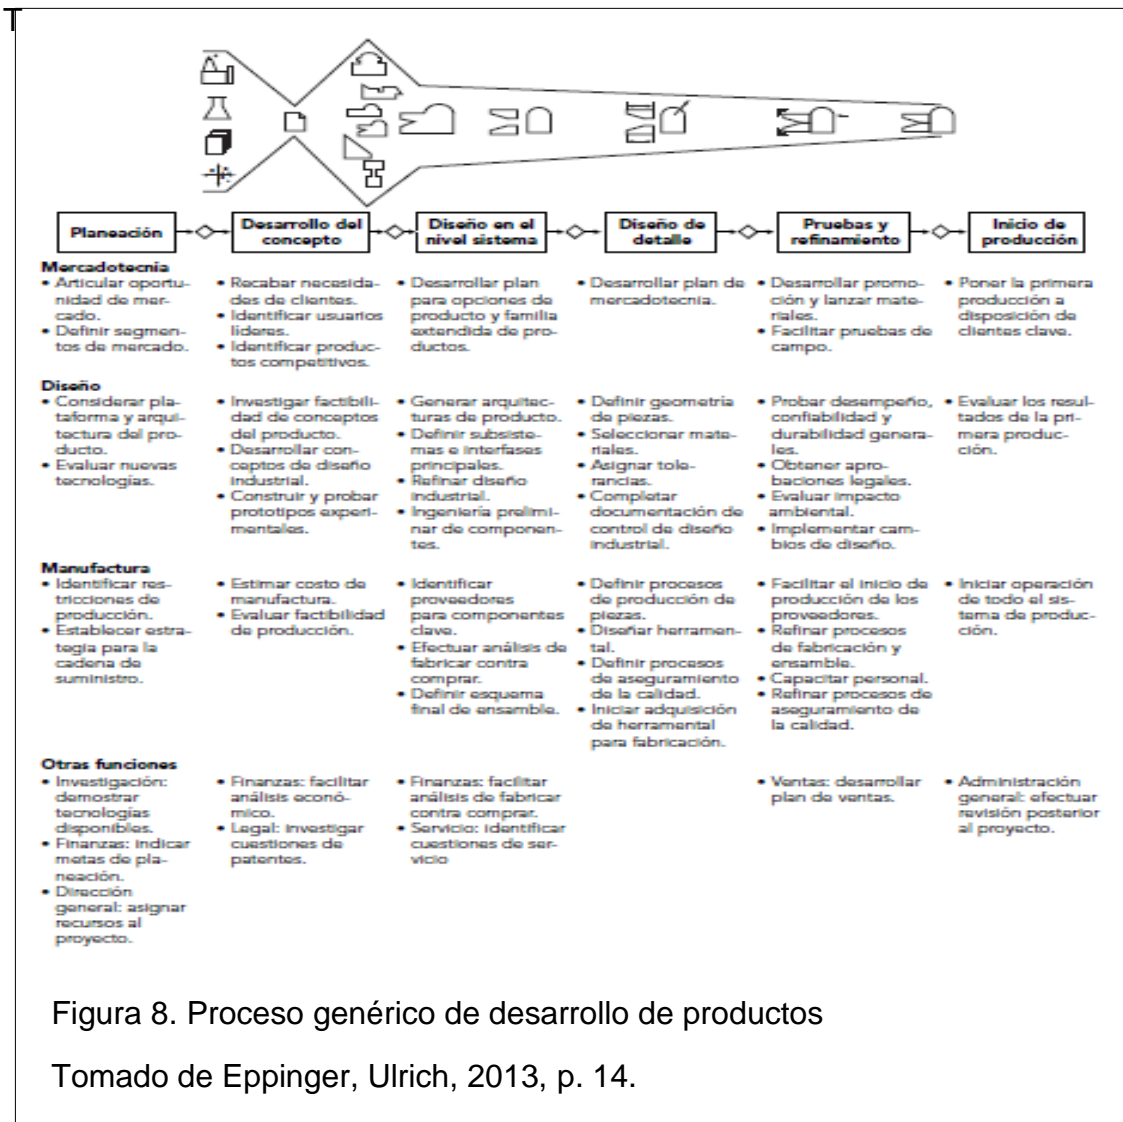 T
Planeación
Desarrollo del
concepto
Diseño en el
nivel sistema
Diseño de
detalle
Pruebas y
refinamiento
Inicio de
producción
Mercadotecnia
• Articular oportu-
nidad de mer-
cado.
• Definir segmen-
tos de mercado.
• Recabar necesida-
des de clientes.
• Identificar usuarios
líderes.
• Identificar produc-
tos competitivos.
• Desarrollar plan
para opciones de
producto y familia
extendida de pro-
ductos.
• Desarrollar plan de
mercadotecnia.
• Desarrollar promo-
ción y lanzar mate-
riales.
• Facilitar pruebas de
campo.
• Poner la primera
producción a
disposición de
clientes clave.
Diseño
• Considerar pla-
taforma y arqui-
tectura del pro-
ducto.
• Evaluar nuevas
tecnologías.
• Investigar factibili-
dad de conceptos
del producto.
• Desarrollar con-
ceptos de diseño
industrial.
• Construir y probar
prototipos experi-
mentales.
• Generar arquitec-
turas de producto.
• Definir subsiste-
mas e interfases
principales.
• Refinar diseño
industrial.
• Ingeniería prelimi-
nar de componen-
tes.
• Definir geometría
de piezas.
• Seleccionar mate-
riales.
• Asignar tole-
rancias.
• Completar
documentación de
control de diseño
industrial.
• Probar desempeño,
confiabilidad y
durabilidad genera-
les.
• Obtener apro-
baciones legales.
• Evaluar impacto
ambiental.
• Implementar cam-
bios de diseño.
• Evaluar los resul-
tados de la pri-
mera produc-
ción.
Manufactura
• Identificar res-
tricciones de
producción.
• Establecer estra-
tegia para la
cadena de
suministro.
• Estimar costo de
manufactura.
• Evaluar factibilidad
de producción.
• Identificar
proveedores
para componentes
clave.
• Efectuar análisis de
fabricar contra
comprar.
• Definir esquema
final de ensamble.
• Definir procesos
de producción de
piezas.
• Diseñar herramen-
tal.
• Definir procesos
de aseguramiento
de la calidad.
• Iniciar adquisición
de herramental
para fabricación.
• Facilitar el inicio de
producción de los
proveedores.
• Refinar procesos
de fabricación y
ensamble.
• Capacitar personal.
• Refinar procesos de
aseguramiento de
la calidad.
• Iniciar operación
de todo el sis-
tema de produc-
ción.
Otras funciones
• Investigación:
demostrar
tecnologías
disponibles.
• Finanzas: indicar
metas de pla-
neación.
• Dirección
general: asignar
recursos al
proyecto.
• Finanzas: facilitar
análisis econó-
mico.
• Legal: investigar
cuestiones de
patentes.
• Finanzas: facilitar
análisis de fabricar
contra comprar.
• Servicio: identificar
cuestiones de ser-
vicio
• Ventas: desarrollar
plan de ventas.
• Administración
general: efectuar
revisión posterior
al proyecto.
Figura 8. Proceso genérico de desarrollo de productos
Tomado de Eppinger, Ulrich, 2013, p. 14.